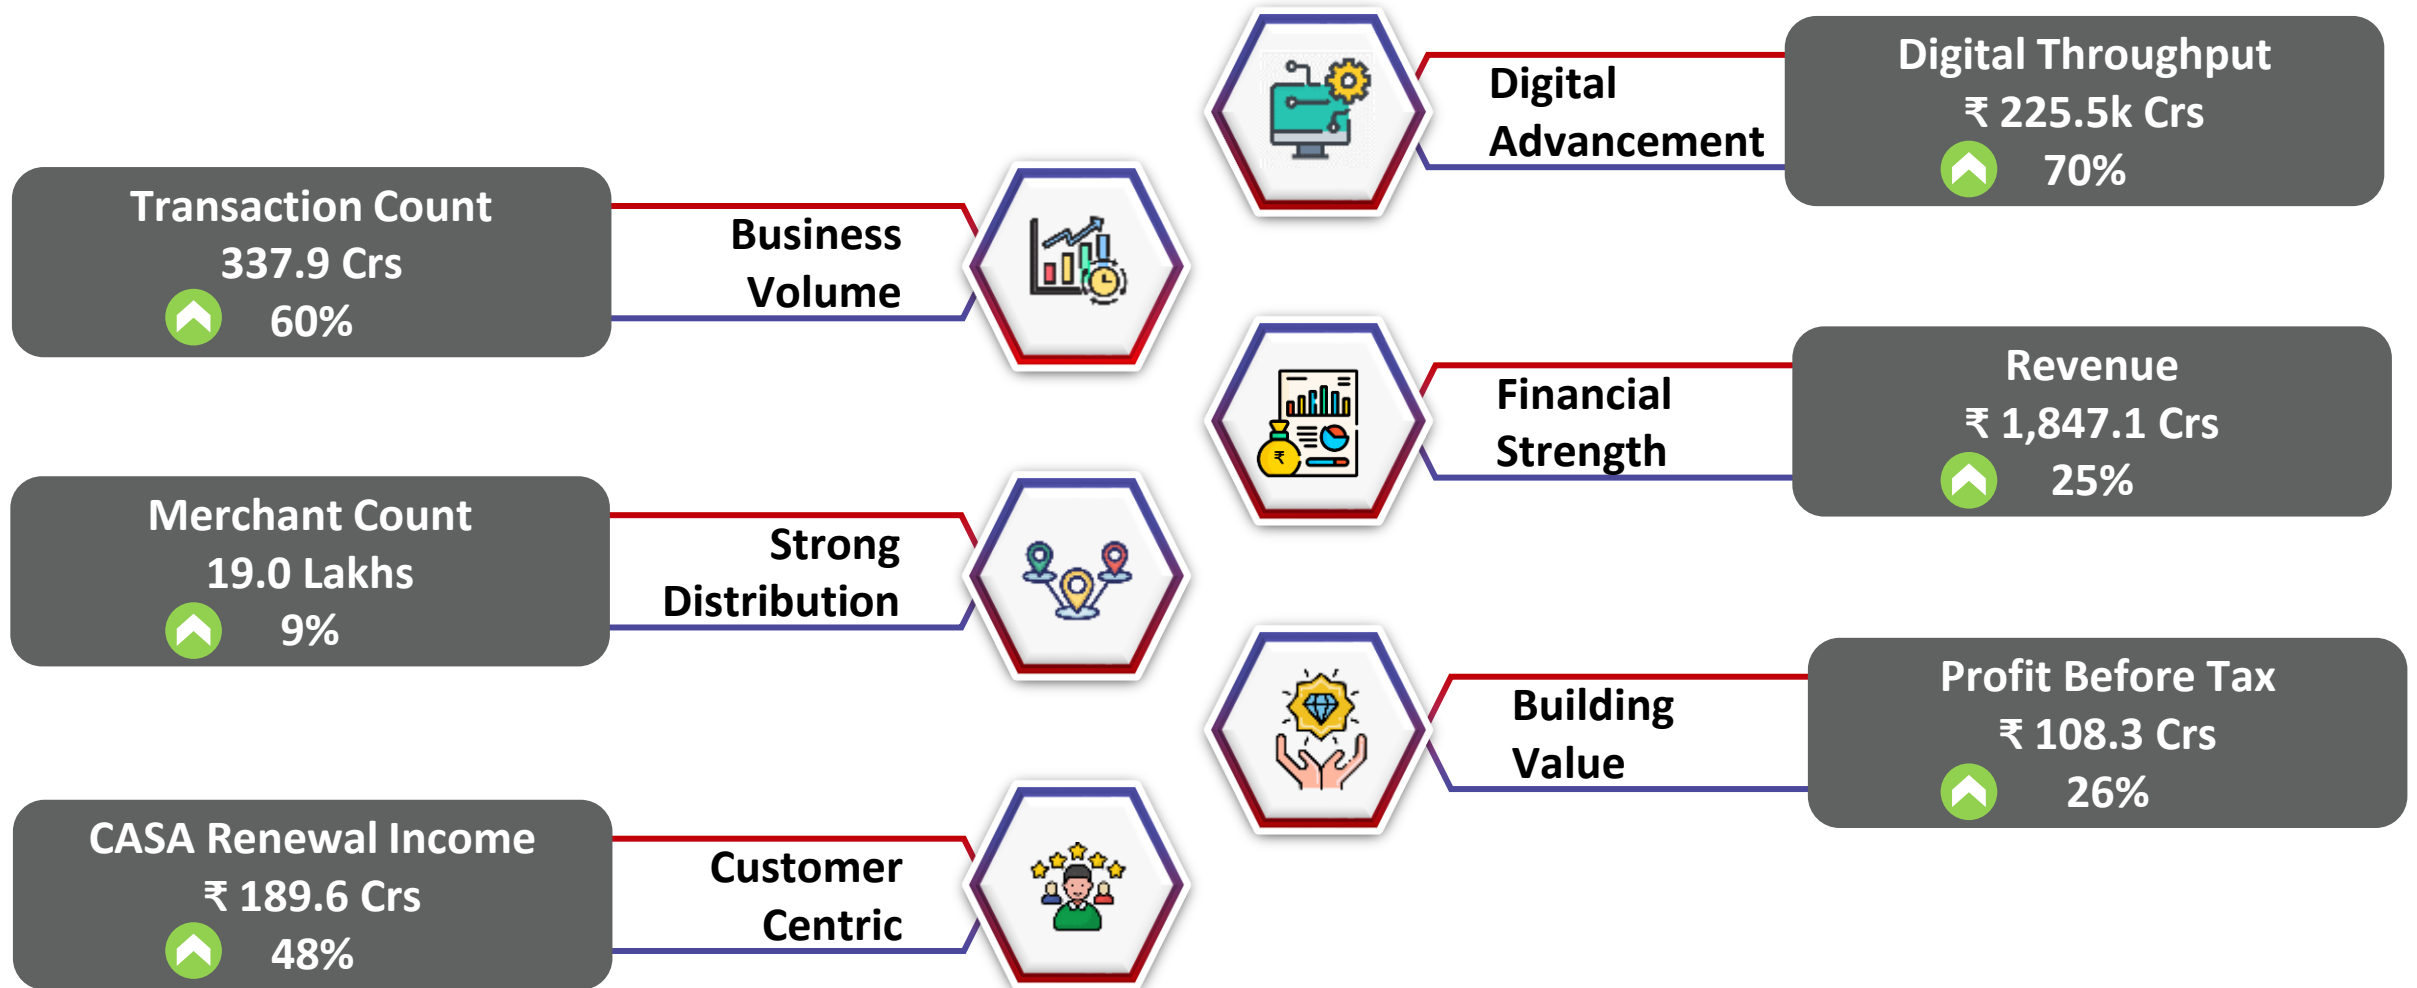 Digital Throughput
₹ 225.5k Crs
70%
Digital
Advancement
Transaction Count
337.9 Crs
60%
Business
Volume
Revenue
₹ 1,847.1 Crs
25%
Financial
Strength
₹
Merchant Count
19.0 Lakhs
9%
Strong
Distribution
Profit Before Tax
₹ 108.3 Crs
26%
Building
Value
CASA Renewal Income
₹ 189.6 Crs
48%
Customer
Centric